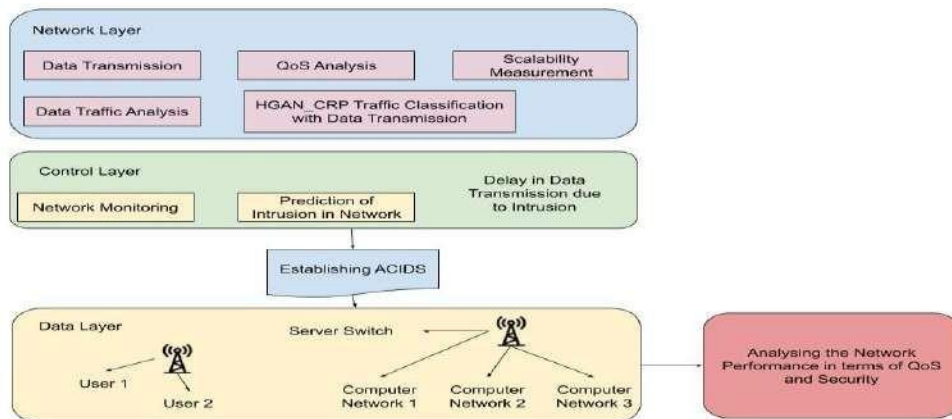 Network Layer
Data Transmission
QoS Analysis
Scalability
Measurement
Data Traffic Analysis
HGAN_CRP Traffic Classification
with Data Transmission
Control Layer
Network Monitoring
Prediction of
Intrusion in Network
Delay in Data
Transmission due
to Intrusion
Establishing ACIDS
Data Layer
User 1
User 2
Server Switch
Computer
Network 1
Computer
Network 2
Computer
Network 3
Analysing the Network
Performance in terms of QoS
and Security